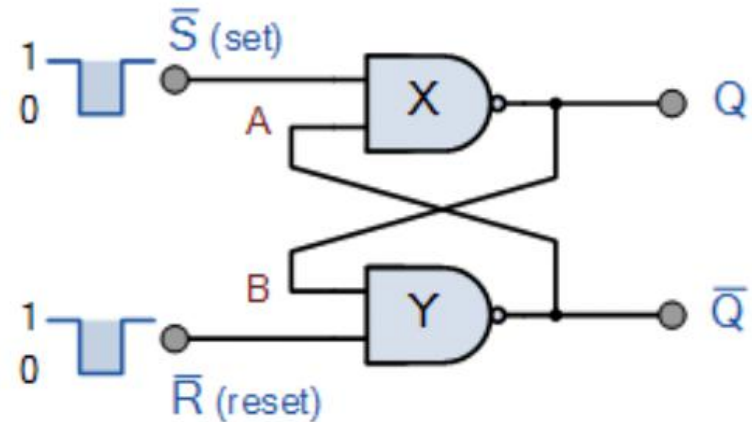 S̅ (set)
1
0
A
X
Q
B
Y
Q̅
1
0
R̅ (reset)